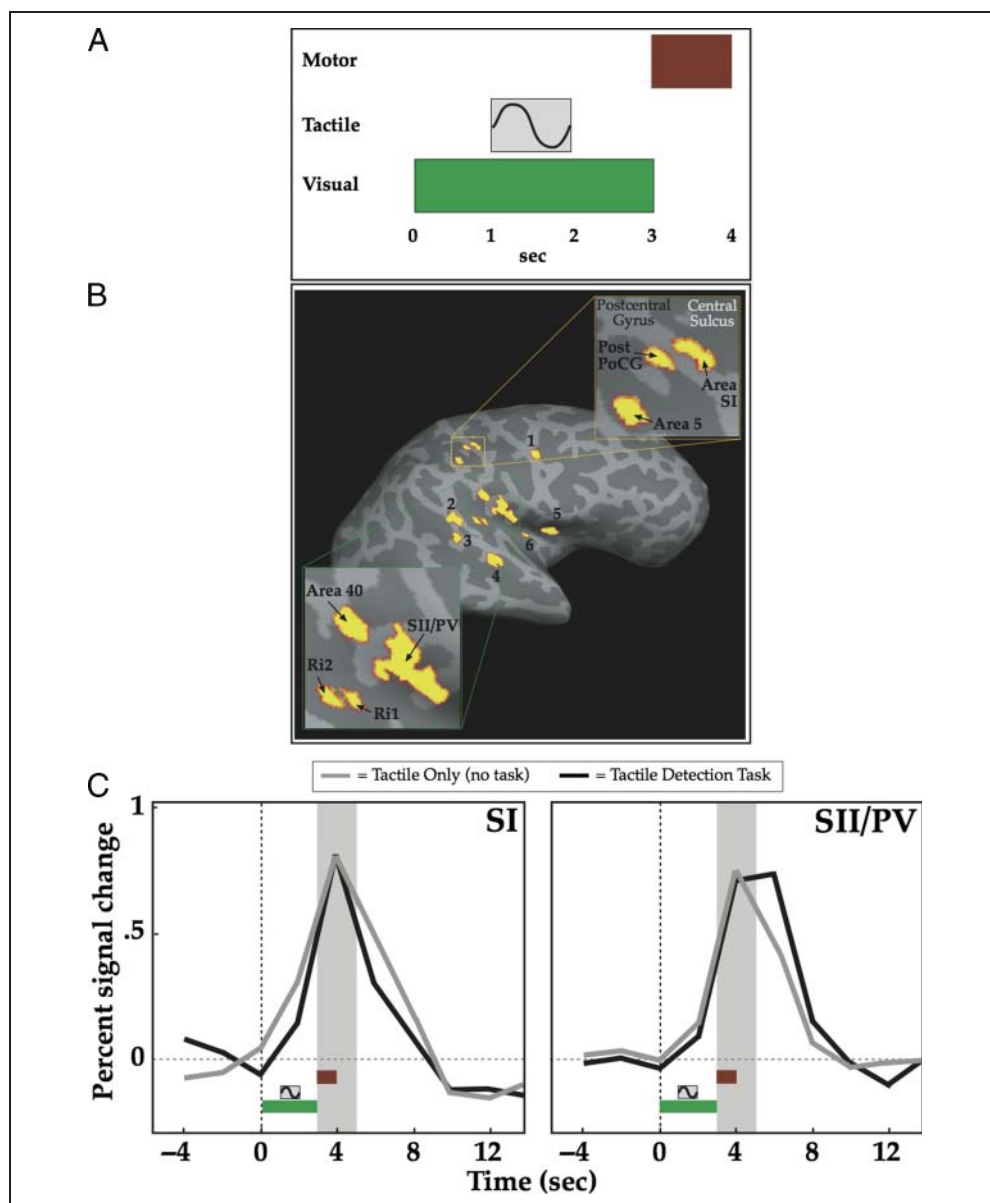 A
Motor
Tactile
Visual
0 1 2 3 4
sec
B
Postcentral Gyrus
Central Sulcus
Post PoCG
Area SI
Area 5
1
2
3
4
5
6
Area 40
SII/PV
Ri2
Ri1
= Tactile Only (no task) = Tactile Detection Task
C
SI
SII/PV
Percent signal change
1
.5
0
–4 0 4 8 12
–4 0 4 8 12
Time (sec)